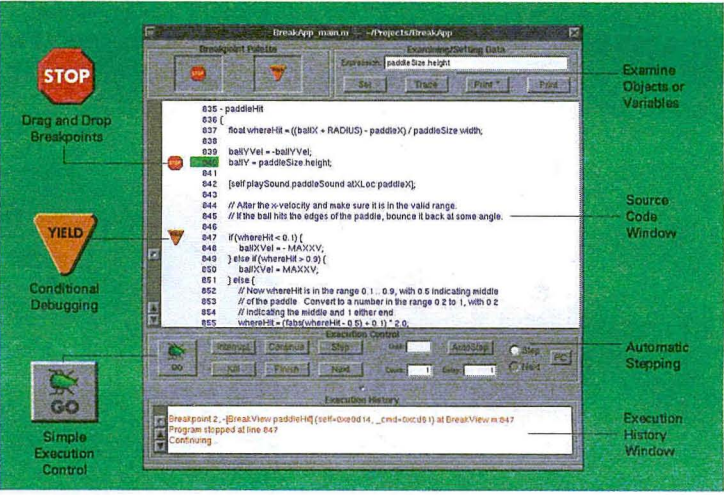 BreakApp_main.m — ~/Projects/BreakApp
Breakpoint Palette
Examining/Setting Data
Expression: paddleSize.height
Set
Trace
Print *
Print
STOP
Drag and Drop
Breakpoints
YIELD
Conditional
Debugging
GO
Simple
Execution
Control
835 - paddleHit
836 {
837 float whereHit = ((ballX + RADIUS) - paddleX) / paddleSize.width;
838
839 ballYVel = -ballYVel;
840 ballY = paddleSize.height;
841
842 [self playSound:paddleSound atXLoc:paddleX];
843
844 // Alter the x-velocity and make sure it is in the valid range.
845 // If the ball hits the edges of the paddle, bounce it back at some angle.
846
847 if(whereHit < 0.1) {
848 ballXVel = - MAXXV;
849 } else if(whereHit > 0.9) {
850 ballXVel = MAXXV;
851 } else {
852 // Now whereHit is in the range 0.1 .. 0.9, with 0.5 indicating middle
853 // of the paddle Convert to a number in the range 0.2 to 1, with 0.2
854 // indicating the middle and 1 either end
855 whereHit = (fabs(whereHit - 0.5) + 0.1) * 2.0;
Execution Control
GO
Interrupt
Continue
Step
AutoStep
Step
Next
PC
Kill
Finish
Next
Count: 1
Delay: 1
Execution History
Breakpoint 2, -[BreakView paddleHit] (self=0xe0d14, _cmd=0xcd61) at BreakView.m:847
Program stopped at line 847
Continuing...
Examine
Objects or
Variables
Source
Code
Window
Automatic
Stepping
Execution
History
Window